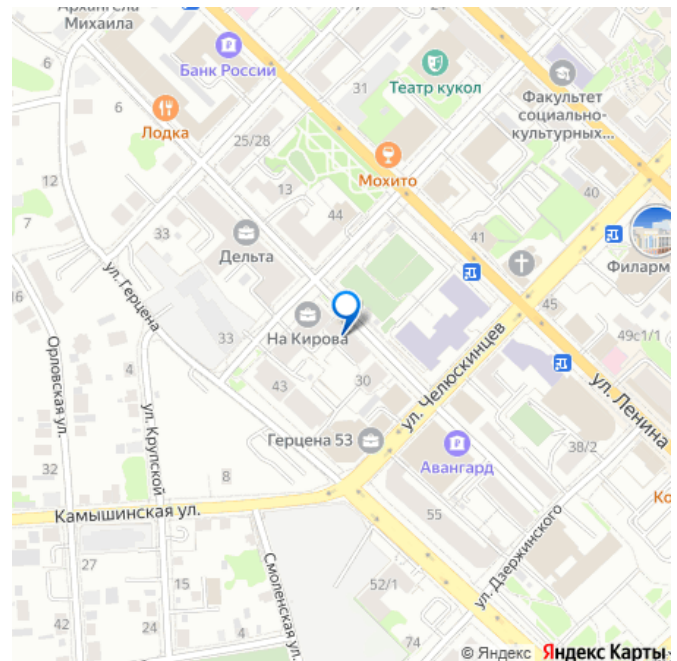 Архангела
Михаила
6
Банк России
31
Театр кукол
Факультет
социально-
культурных...
6
Лодка
25/28
Мохито
12
13
40
7
33
44
41
Дельта
Филарм
ул. Герцена
16
45
На Кирова
33
49с1/1
Орловская ул.
4
43
30
ул. Челюскинцев
ул. Ленина
ул. Крупской
Герцена 53
Авангард
38/2
32
8
Ко
Камышинская ул.
55
27
ул. Дзержинского
Смоленская ул.
15
52/1
42
24
4
74
© Яндекс Яндекс Карты